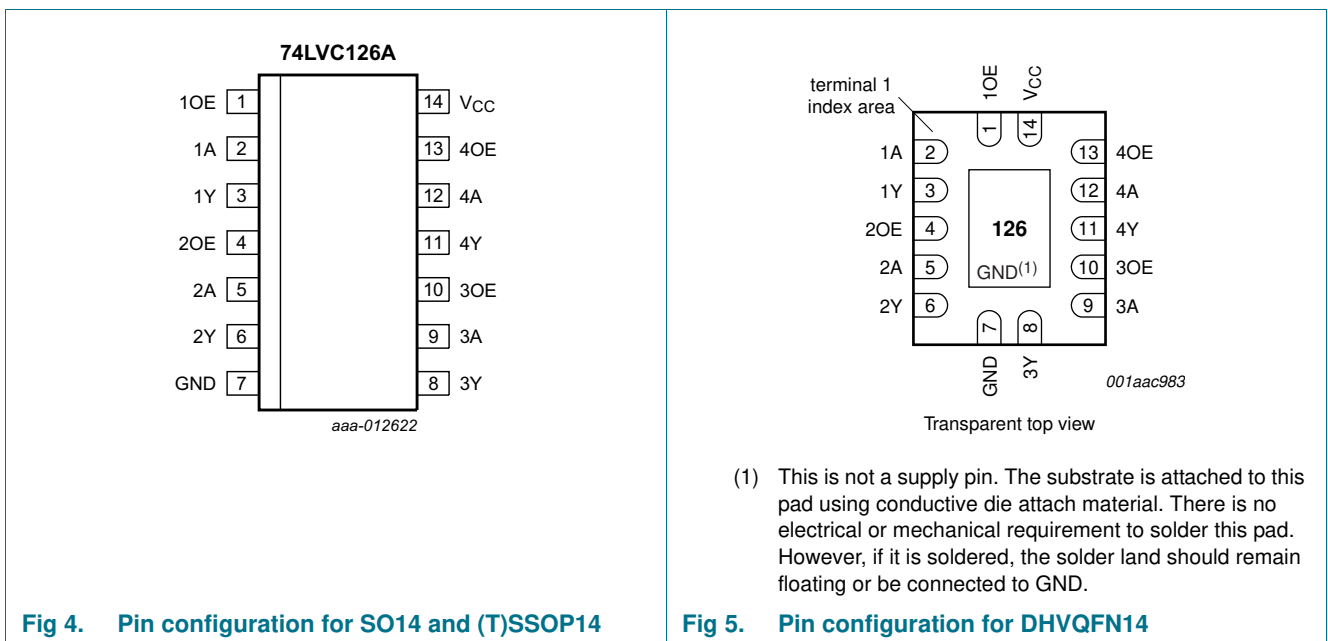 74LVC126A
1OE 1 14 VCC
1A 2 13 4OE
1Y 3 12 4A
2OE 4 11 4Y
2A 5 10 3OE
2Y 6 9 3A
GND 7 8 3Y
aaa-012622
Fig 4. Pin configuration for SO14 and (T)SSOP14
terminal 1
index area
1OE VCC
1 14
1A 2 13 4OE
1Y 3 12 4A
2OE 4 126 11 4Y
2A 5 GND(1) 10 3OE
2Y 6 9 3A
7 8
GND 3Y
001aac983
Transparent top view
(1) This is not a supply pin. The substrate is attached to this
pad using conductive die attach material. There is no
electrical or mechanical requirement to solder this pad.
However, if it is soldered, the solder land should remain
floating or be connected to GND.
Fig 5. Pin configuration for DHVQFN14